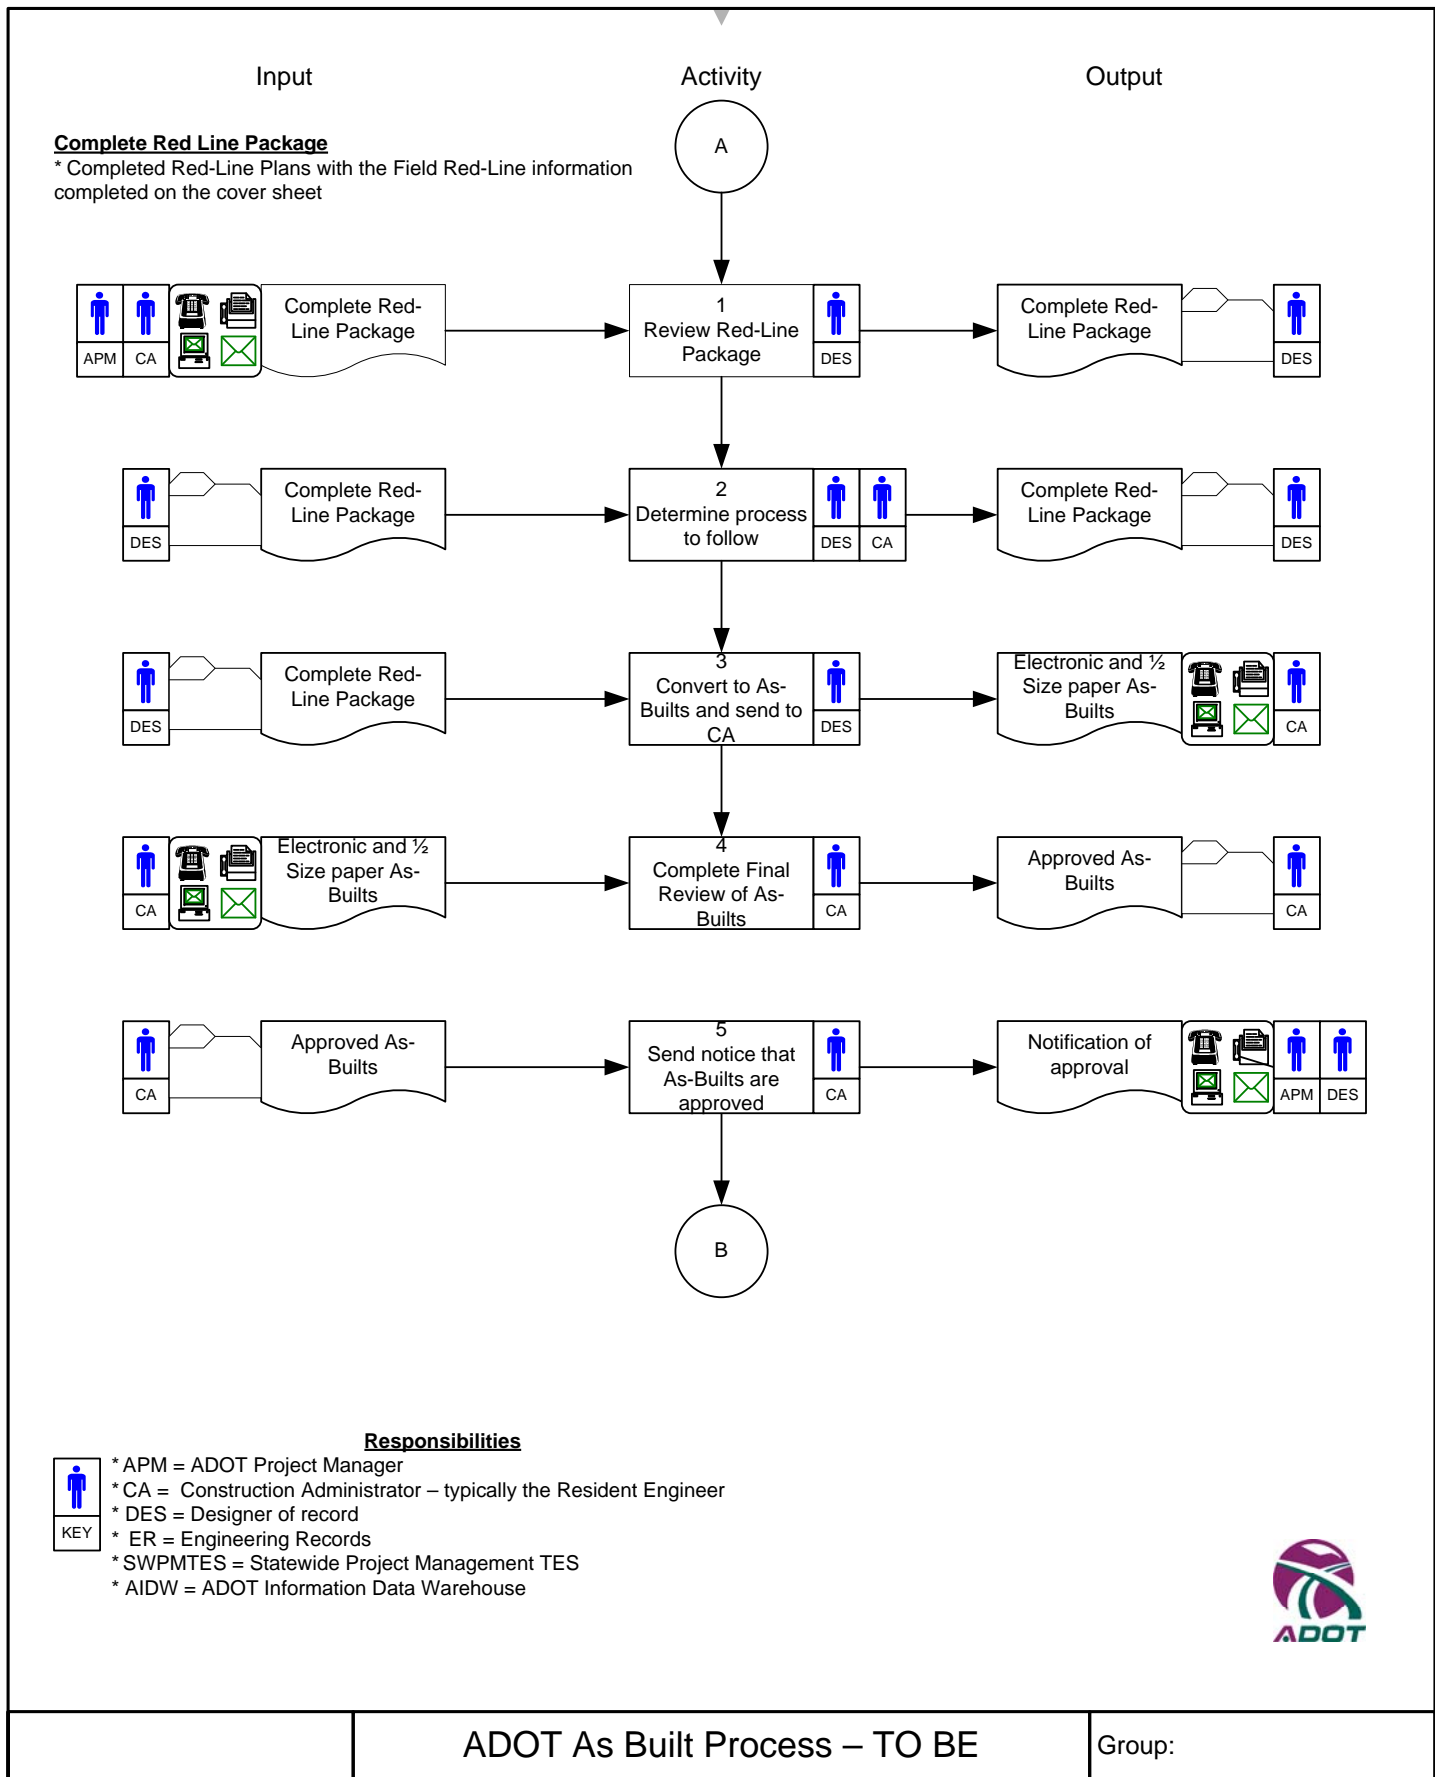 Input
Activity
Output
Complete Red Line Package
* Completed Red-Line Plans with the Field Red-Line information
completed on the cover sheet
A
APM
CA
Complete Red-
Line Package
1
Review Red-Line
Package
DES
Complete Red-
Line Package
DES
DES
Complete Red-
Line Package
2
Determine process
to follow
DES
CA
Complete Red-
Line Package
DES
DES
Complete Red-
Line Package
3
Convert to As-
Builts and send to
CA
DES
Electronic and ½
Size paper As-
Builts
CA
CA
Electronic and ½
Size paper As-
Builts
4
Complete Final
Review of As-
Builts
CA
Approved As-
Builts
CA
CA
Approved As-
Builts
5
Send notice that
As-Builts are
approved
CA
Notification of
approval
APM
DES
B
Responsibilities
KEY
* APM = ADOT Project Manager
* CA = Construction Administrator – typically the Resident Engineer
* DES = Designer of record
* ER = Engineering Records
* SWPMTES = Statewide Project Management TES
* AIDW = ADOT Information Data Warehouse
ADOT
ADOT As Built Process – TO BE
Group: